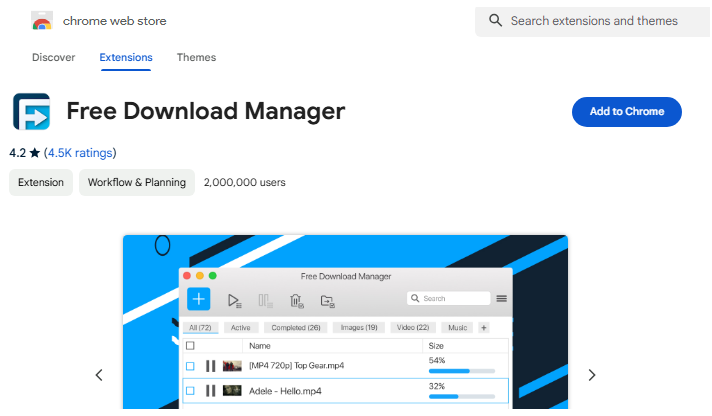 chrome web store
Search extensions and themes
Discover Extensions Themes
Free Download Manager
Add to Chrome
4.2 ★ (4.5K ratings)
Extension Workflow & Planning 2,000,000 users
Free Download Manager
Search
All (72) Active Completed (26) Images (19) Video (22) Music +
Name Size
[MP4 720p] Top Gear.mp4 54%
Adele - Hello.mp4 32%